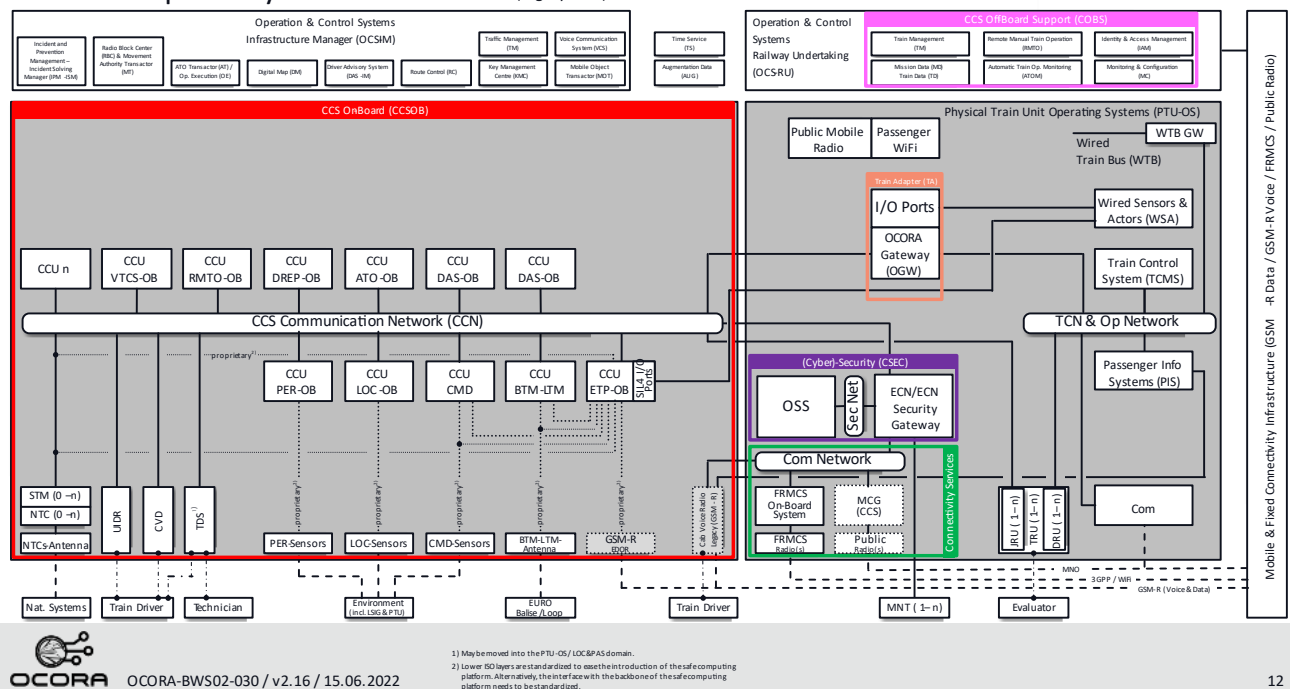 Operation & Control Systems
Infrastructure Manager (OCS-IM)
Incident and
Prevention
Management –
Incident Solving
Manager (IPM -ISM)
Radio Block Center
(RBC) & Movement
Authority Transactor
(MT)
ATO Transactor (AT) /
Op. Execution (OE)
Digital Map (DM)
Driver Advisory System
(DAS -IM)
Route Control (RC)
Traffic Management
(TM)
Voice Communication
System (VCS)
Key Management
Centre (KMC)
Mobile Object
Transactor (MOT)
Time Service
(TS)
Augmentation Data
(AUG)
Operation & Control
Systems
Railway Undertaking
(OCS-RU)
CCS OffBoard Support (COBS)
Train Management
(TM)
Remote Manual Train Operation
(RMTO)
Identity & Access Management
(IAM)
Mission Data (MD)
Train Data (TD)
Automatic Train Op. Monitoring
(ATOM)
Monitoring & Configuration
(MC)
CCS OnBoard (CCSOB)
CCU n
CCU
VTCS-OB
CCU
RMTO-OB
CCU
DREP-OB
CCU
ATO-OB
CCU
DAS-OB
CCU
DAS-OB
CCS Communication Network (CCN)
proprietary2)
CCU
PER-OB
CCU
LOC-OB
CCU
CMD
CCU
BTM-LTM
CCU
ETP-OB
SIL4 I/O
Ports
proprietary2)
proprietary2)
proprietary2)
proprietary2)
STM (0 –n)
NTC (0 –n)
NTCs-Antenna
UIDR
CVD
TDS 1)
PER-Sensors
LOC-Sensors
CMD-Sensors
BTM-LTM-
Antenna
GSM-R
EDOR
Cab Voice Radio
Legacy (GSM - R)
Physical Train Unit Operating Systems (PTU-OS)
Public Mobile
Radio
Passenger
WiFi
WTB GW
Wired
Train Bus (WTB)
Train Adapter (TA)
I/O Ports
OCORA
Gateway
(OGW)
Wired Sensors &
Actors (WSA)
Train Control
System (TCMS)
TCN & Op Network
Passenger Info
Systems (PIS)
(Cyber)-Security (CSEC)
OSS
Sec Net
ECN/ECN
Security
Gateway
Com Network
Connectivity Services
FRMCS
On-Board
System
FRMCS
Radio(s)
MCG
(CCS)
Public
Radio(s)
JRU ( 1–n)
TRU ( 1–n)
DRU ( 1–n)
Com
MNO
3GPP / WiFi
GSM-R (Voice & Data)
Mobile & Fixed Connectivity Infrastructure (GSM -R Data / GSM-R Voice / FRMCS / Public Radio)
Nat. Systems
Train Driver
Technician
Environment
(incl. LSIG & PTU)
EURO
Balise /Loop
Train Driver
MNT ( 1–n)
Evaluator
1) May be moved into the PTU-OS/ LOC&PAS domain.
2) Lower ISO layers are standardized to ease the introduction of the safe computing
platform. Alternatively, the interface with the backbone of the safe computing
platform needs to be standardized.
OCORA
OCORA-BWS02-030 / v2.16 / 15.06.2022
12